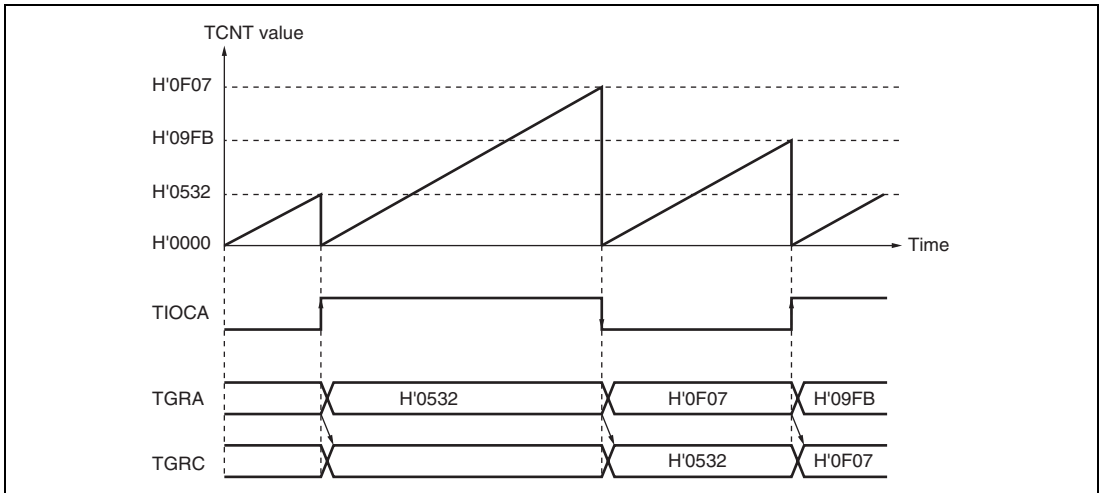 TCNT value
H'0F07
H'09FB
H'0532
H'0000
Time
TIOCA
TGRA
H'0532
H'0F07
H'09FB
TGRC
H'0532
H'0F07